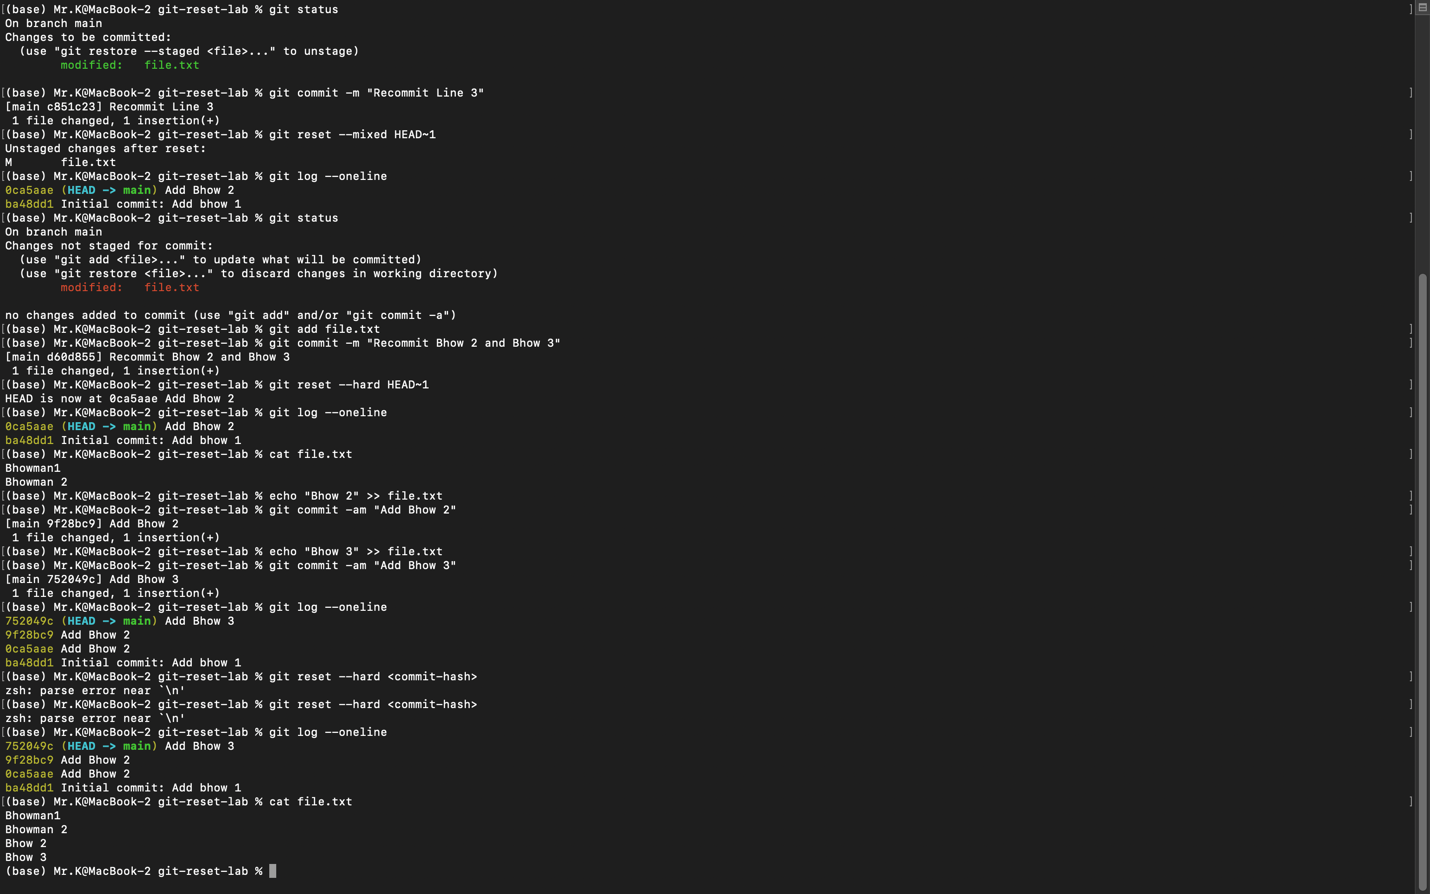 [(base) Mr.K@MacBook-2 git-reset-lab % git status ]
On branch main
Changes to be committed:
  (use "git restore --staged <file>..." to unstage)
        modified:   file.txt

[(base) Mr.K@MacBook-2 git-reset-lab % git commit -m "Recommit Line 3" ]
[main c851c23] Recommit Line 3
 1 file changed, 1 insertion(+)
[(base) Mr.K@MacBook-2 git-reset-lab % git reset --mixed HEAD~1 ]
Unstaged changes after reset:
M       file.txt
[(base) Mr.K@MacBook-2 git-reset-lab % git log --oneline ]
0ca5aae (HEAD -> main) Add Bhow 2
ba48dd1 Initial commit: Add bhow 1
[(base) Mr.K@MacBook-2 git-reset-lab % git status ]
On branch main
Changes not staged for commit:
  (use "git add <file>..." to update what will be committed)
  (use "git restore <file>..." to discard changes in working directory)
        modified:   file.txt

no changes added to commit (use "git add" and/or "git commit -a")
[(base) Mr.K@MacBook-2 git-reset-lab % git add file.txt ]
[(base) Mr.K@MacBook-2 git-reset-lab % git commit -m "Recommit Bhow 2 and Bhow 3" ]
[main d60d855] Recommit Bhow 2 and Bhow 3
 1 file changed, 1 insertion(+)
[(base) Mr.K@MacBook-2 git-reset-lab % git reset --hard HEAD~1 ]
HEAD is now at 0ca5aae Add Bhow 2
[(base) Mr.K@MacBook-2 git-reset-lab % git log --oneline ]
0ca5aae (HEAD -> main) Add Bhow 2
ba48dd1 Initial commit: Add bhow 1
[(base) Mr.K@MacBook-2 git-reset-lab % cat file.txt ]
Bhowman1
Bhowman 2
[(base) Mr.K@MacBook-2 git-reset-lab % echo "Bhow 2" >> file.txt ]
[(base) Mr.K@MacBook-2 git-reset-lab % git commit -am "Add Bhow 2" ]
[main 9f28bc9] Add Bhow 2
 1 file changed, 1 insertion(+)
[(base) Mr.K@MacBook-2 git-reset-lab % echo "Bhow 3" >> file.txt ]
[(base) Mr.K@MacBook-2 git-reset-lab % git commit -am "Add Bhow 3" ]
[main 752049c] Add Bhow 3
 1 file changed, 1 insertion(+)
[(base) Mr.K@MacBook-2 git-reset-lab % git log --oneline ]
752049c (HEAD -> main) Add Bhow 3
9f28bc9 Add Bhow 2
0ca5aae Add Bhow 2
ba48dd1 Initial commit: Add bhow 1
[(base) Mr.K@MacBook-2 git-reset-lab % git reset --hard <commit-hash> ]
zsh: parse error near `\n'
[(base) Mr.K@MacBook-2 git-reset-lab % git reset --hard <commit-hash> ]
zsh: parse error near `\n'
[(base) Mr.K@MacBook-2 git-reset-lab % git log --oneline ]
752049c (HEAD -> main) Add Bhow 3
9f28bc9 Add Bhow 2
0ca5aae Add Bhow 2
ba48dd1 Initial commit: Add bhow 1
[(base) Mr.K@MacBook-2 git-reset-lab % cat file.txt ]
Bhowman1
Bhowman 2
Bhow 2
Bhow 3
(base) Mr.K@MacBook-2 git-reset-lab %